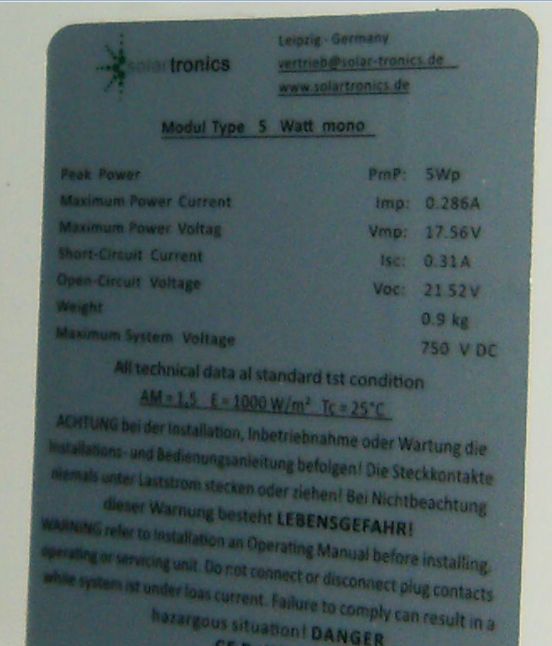 solartronics
Leipzig - Germany
vertrieb@solar-tronics.de
www.solartronics.de
Modul Type 5 Watt mono
Peak Power PmP: 5Wp
Maximum Power Current Imp: 0.286A
Maximum Power Voltag Vmp: 17.56V
Short-Circuit Current Isc: 0.31A
Open-Circuit Voltage Voc: 21.52V
Weight 0.9 kg
Maximum System Voltage 750 V DC
All technical data al standard tst condition
AM = 1,5 E = 1000 W/m² Tc = 25°C
ACHTUNG bei der Installation, Inbetriebnahme oder Wartung die
Installations- und Bedienungsanleitung befolgen! Die Steckkontakte
niemals unter Laststrom stecken oder ziehen! Bei Nichtbeachtung
dieser Warnung besteht LEBENSGEFAHR!
WARNING refer to Installation an Operating Manual before installing,
operating or servicing unit. Do not connect or disconnect plug contacts
while system ist under loas current. Failure to comply can result in a
hazargous situation! DANGER